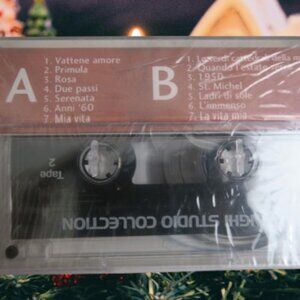 A
1. Vattene amore
2. Primula
3. Rosa
4. Due passi
5. Serenata
6. Anni '60
7. Mia vita
B
2. Quando l'estate
3. 1950
4. St. Michel
5. Ladri di sole
6. L'immenso
7. La vita mia
Tape
2
STUDIO COLLECTION